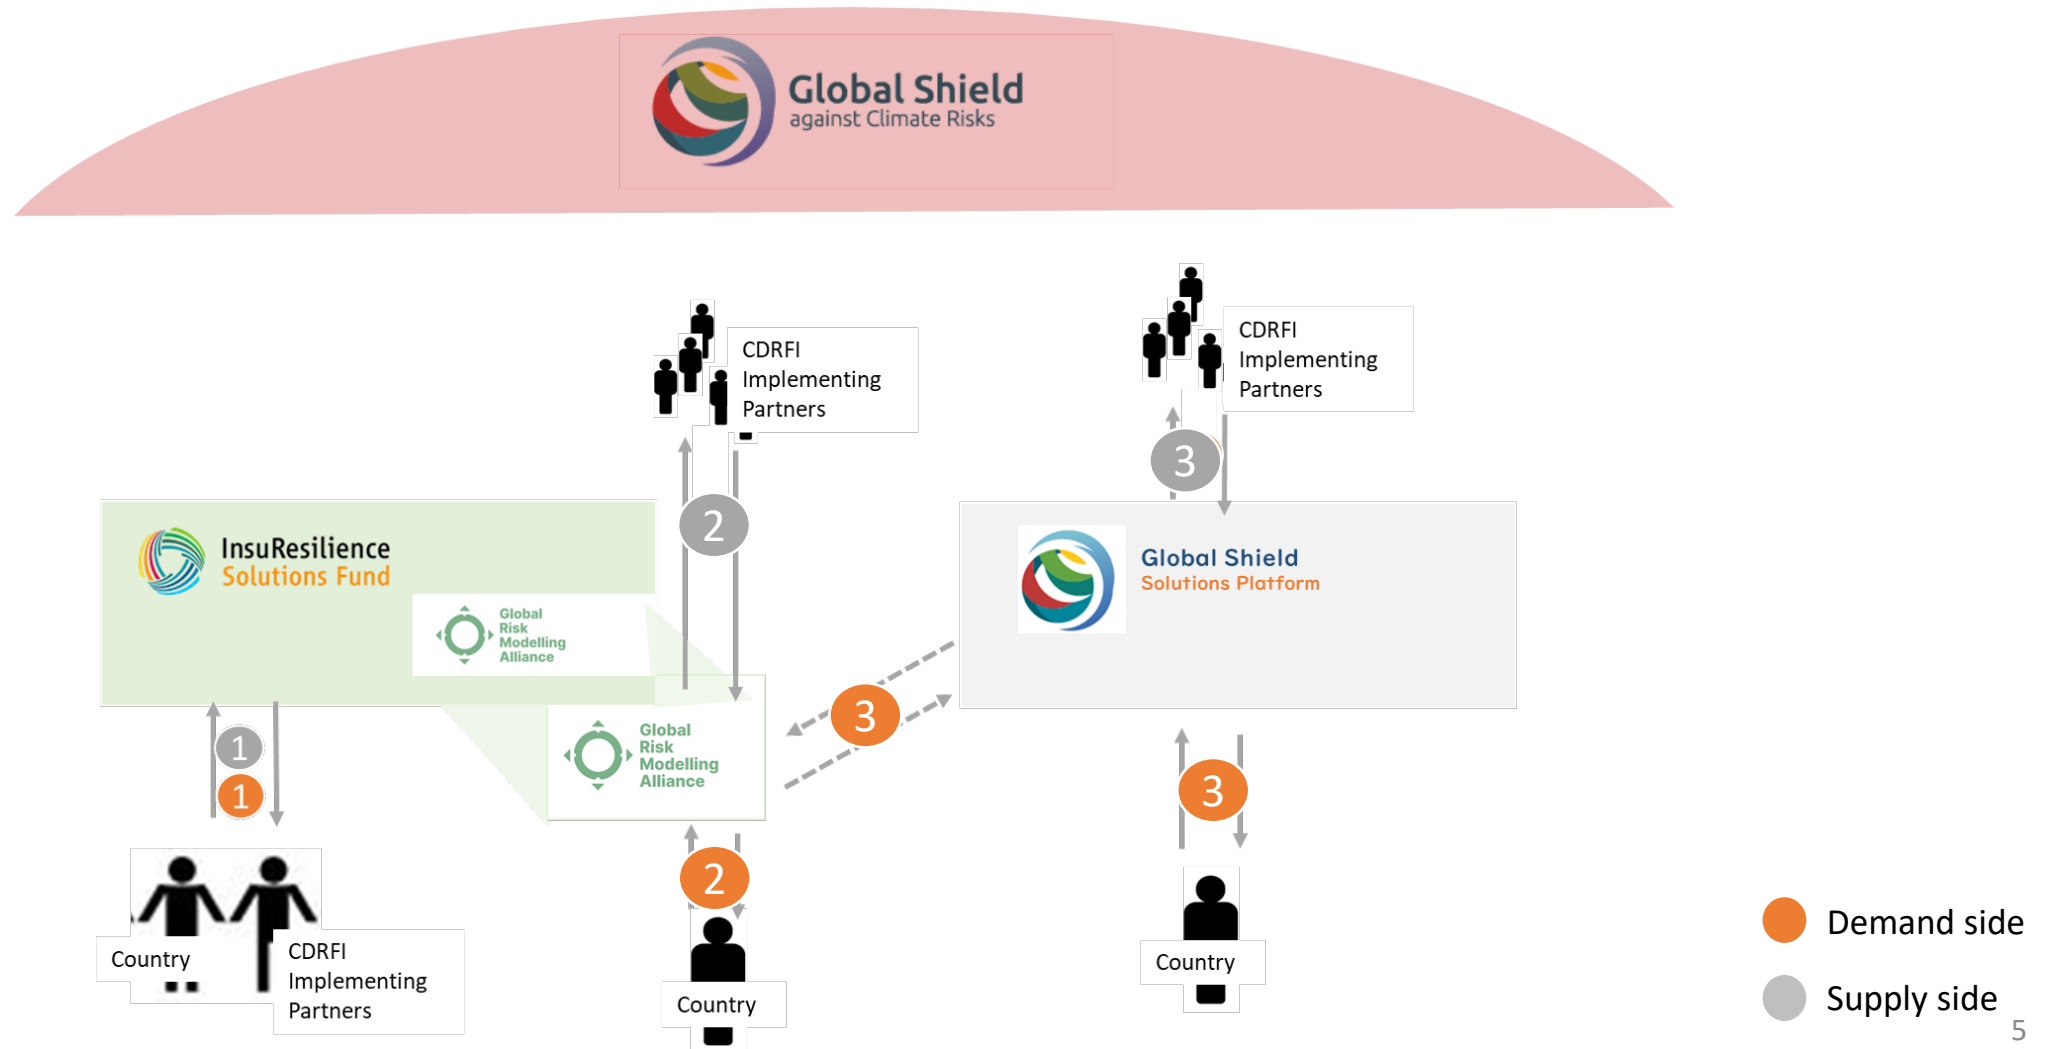 Global Shield
against Climate Risks
CDRFI
Implementing
Partners
CDRFI
Implementing
Partners
3
2
InsuResilience
Solutions Fund
Global Shield
Solutions Platform
Global
Risk
Modelling
Alliance
3
1
1
Global
Risk
Modelling
Alliance
3
2
Country
CDRFI
Implementing
Partners
Country
Country
Demand side
Supply side
5